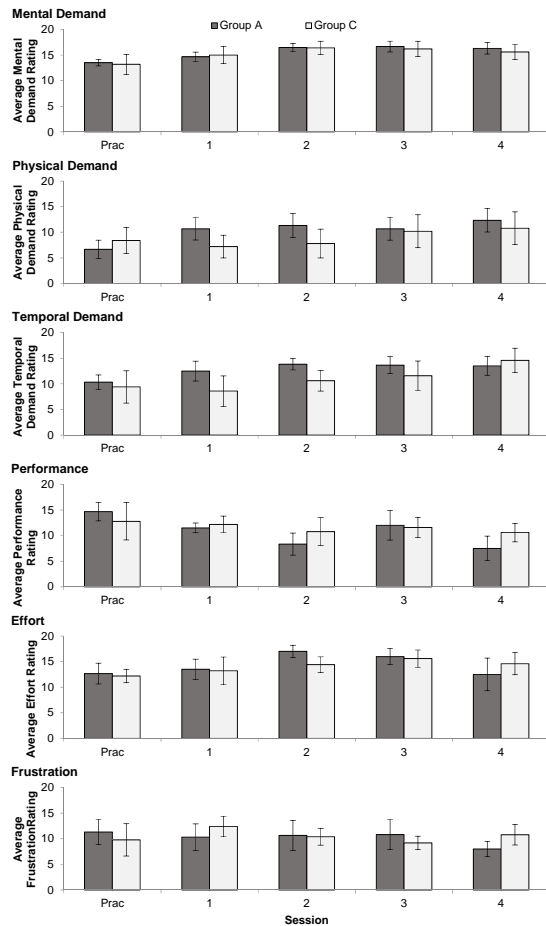 Mental Demand
Group A
Group C
Average Mental
Demand Rating
20
15
10
5
0
Prac 1 2 3 4
Physical Demand
Average Physical
Demand Rating
20
15
10
5
0
Prac 1 2 3 4
Temporal Demand
Average Temporal
Demand Rating
20
15
10
5
0
Prac 1 2 3 4
Performance
Average Performance
Rating
20
15
10
5
0
Prac 1 2 3 4
Effort
Average Effort Rating
20
15
10
5
0
Prac 1 2 3 4
Frustration
Average
FrustrationRating
20
15
10
5
0
Prac 1 2 3 4
Session